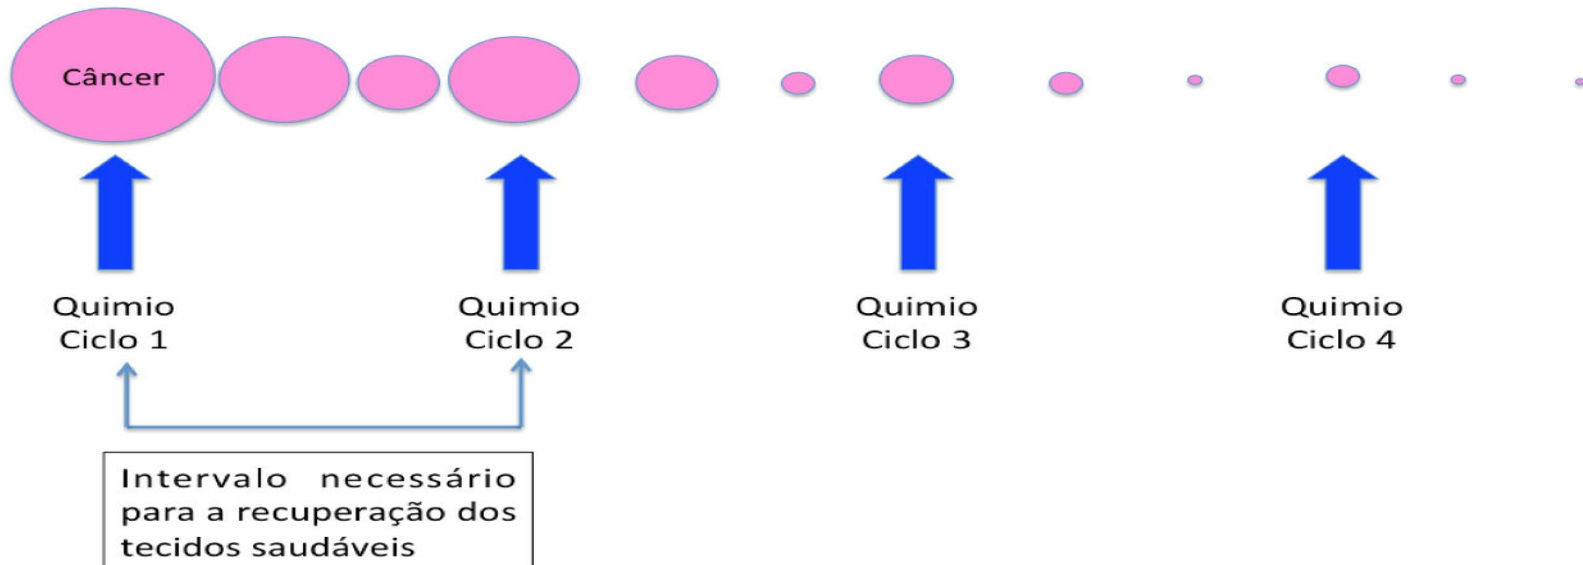 Câncer
Quimio
Ciclo 1
Quimio
Ciclo 2
Quimio
Ciclo 3
Quimio
Ciclo 4
Intervalo necessário
para a recuperação dos
tecidos saudáveis